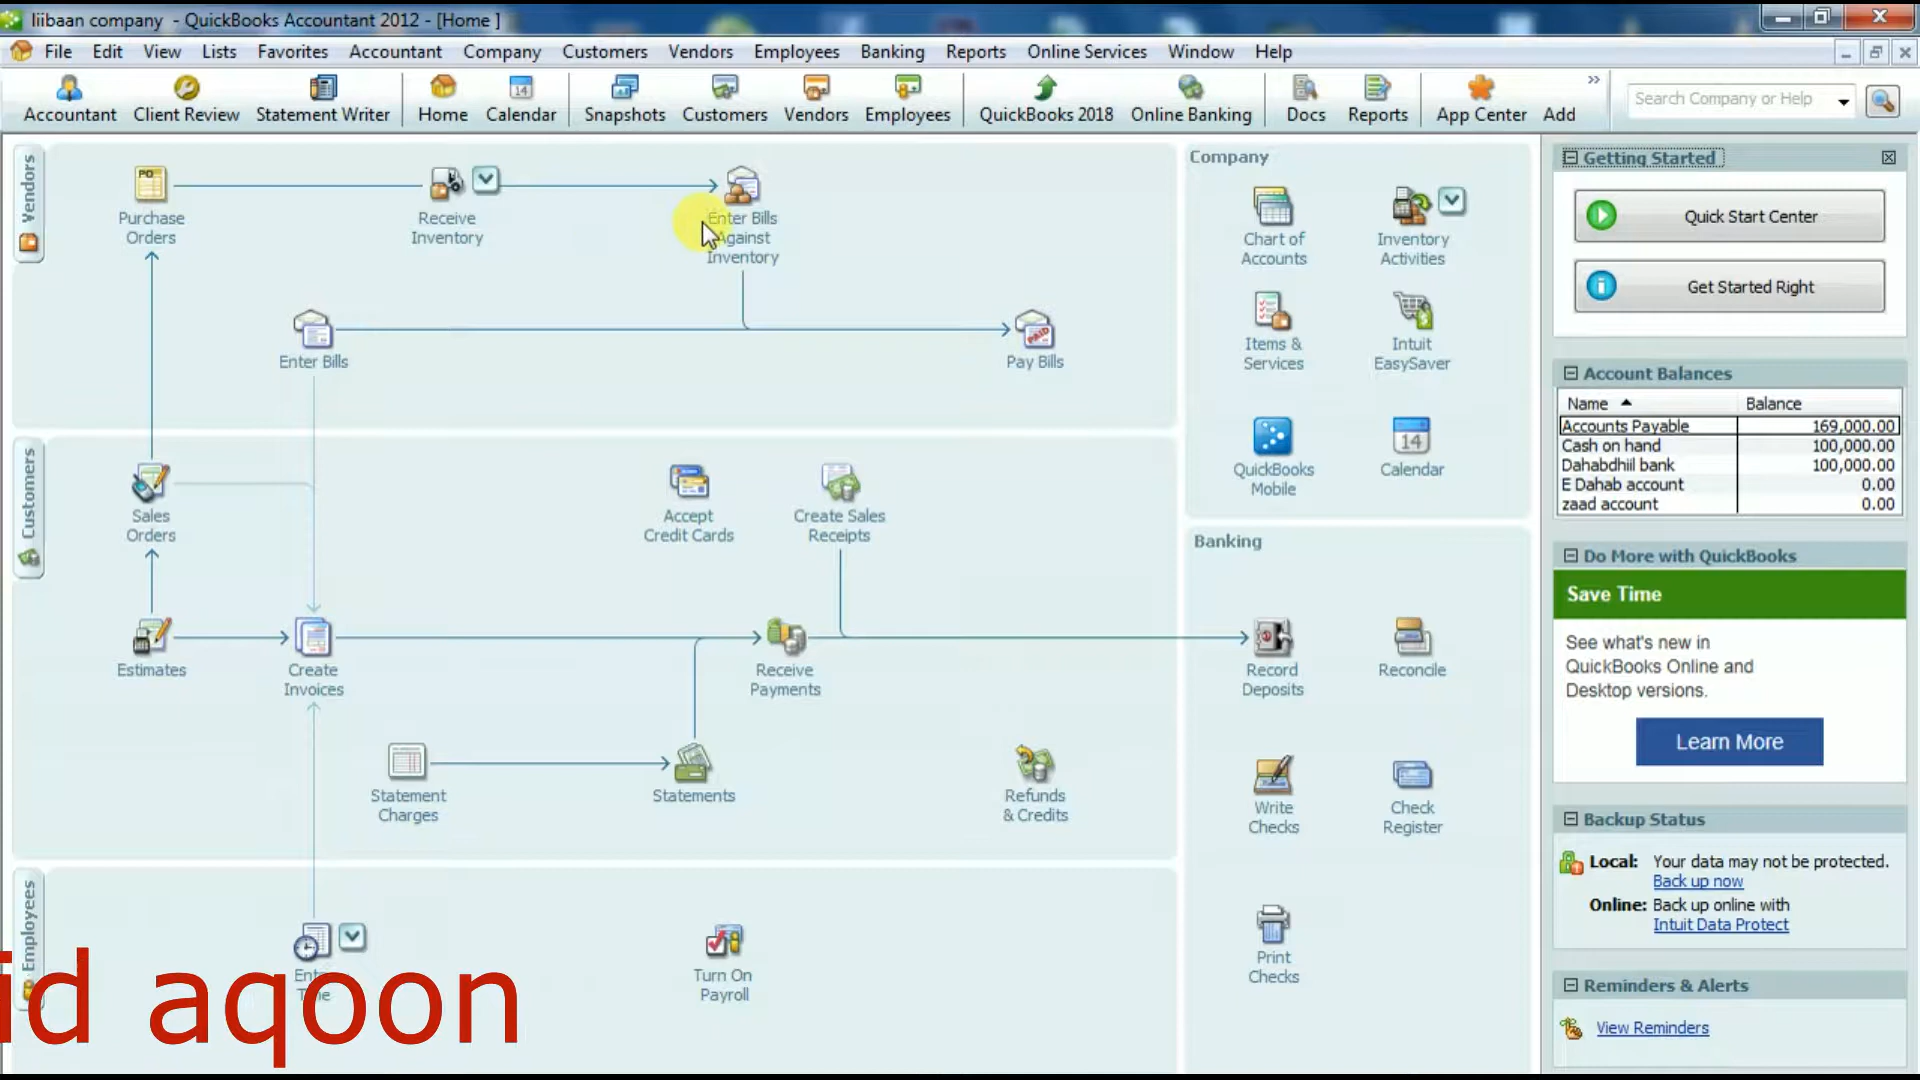 liibaan company - QuickBooks Accountant 2012 - [Home ]
File Edit View Lists Favorites Accountant Company Customers Vendors Employees Banking Reports Online Services Window Help
Accountant Client Review Statement Writer Home Calendar Snapshots Customers Vendors Employees QuickBooks 2018 Online Banking Docs Reports App Center Add
Search Company or Help
Vendors
PO
Purchase
Orders
Receive
Inventory
Enter Bills
Against
Inventory
Enter Bills
PAID
Pay Bills
Customers
Sales
Orders
Accept
Credit Cards
Create Sales
Receipts
Estimates
Create
Invoices
Receive
Payments
Statement
Charges
Statements
Refunds
& Credits
Employees
Enter
Time
Turn On
Payroll
id aqoon
Company
Chart of
Accounts
Inventory
Activities
Items &
Services
Intuit
EasySaver
QuickBooks
Mobile
14
Calendar
Banking
Record
Deposits
Reconcile
Write
Checks
Check
Register
Print
Checks
Getting Started
Quick Start Center
Get Started Right
Account Balances
Name Balance
Accounts Payable 169,000.00
Cash on hand 100,000.00
Dahabdhiil bank 100,000.00
E Dahab account 0.00
zaad account 0.00
Do More with QuickBooks
Save Time
See what's new in
QuickBooks Online and
Desktop versions.
Learn More
Backup Status
Local: Your data may not be protected.
Back up now
Online: Back up online with
Intuit Data Protect
Reminders & Alerts
View Reminders